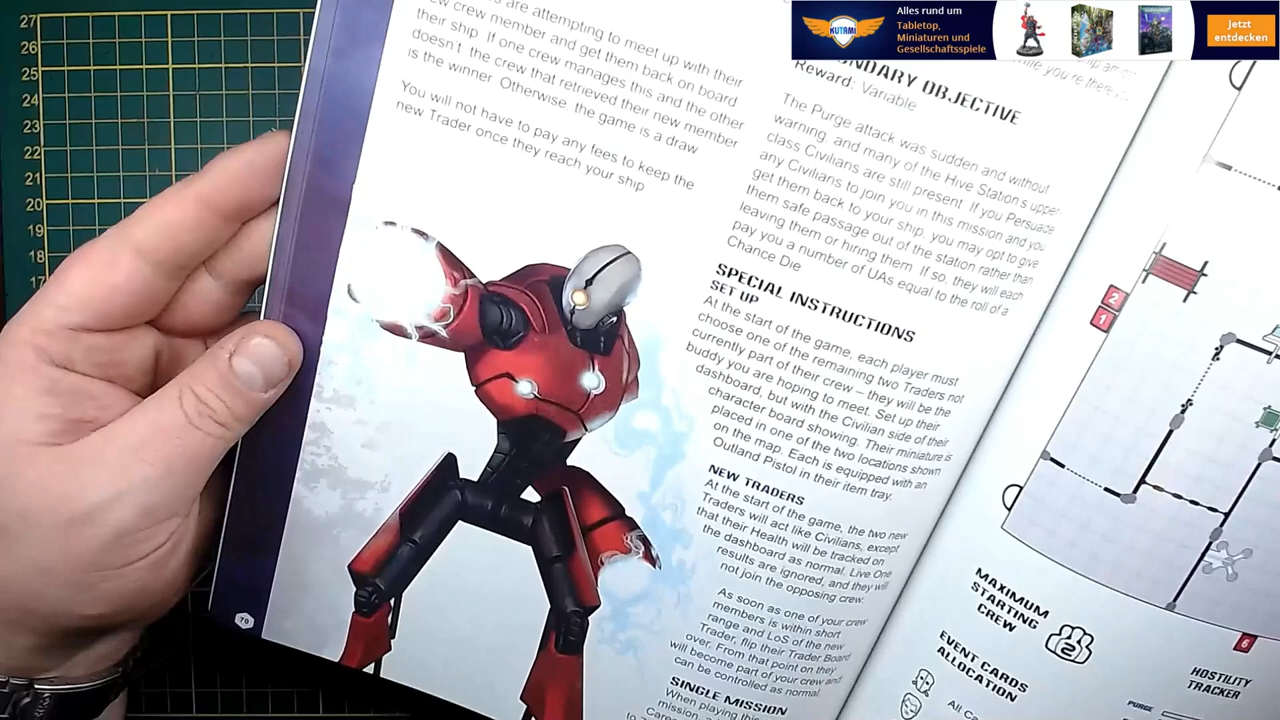 27
26
25
24
23
22
21
20
19
18
17
are attempting to meet up with their
crew member and get them back on board
their ship. If one crew manages this and the other
doesn't the crew that retrieved their new member
is the winner. Otherwise, the game is a draw
You will not have to pay any fees to keep the
new Trader once they reach your ship
70
OBJECTIVE
Reward: Variable
The Purge attack was sudden and without
warning, and many of the Hive Station's upper-
class Civilians are still present. If you Persuade
any Civilians to join you in this mission and you
get them back to your ship, you may opt to give
them safe passage out of the station rather than
leaving them or hiring them. If so, they will each
pay you a number of UAs equal to the roll of a
Chance Die
SPECIAL INSTRUCTIONS
SET UP
At the start of the game, each player must
choose one of the remaining two Traders not
currently part of their crew – they will be the
buddy you are hoping to meet. Set up their
dashboard, but with the Civilian side of their
character board showing. Their miniature is
placed in one of the two locations shown
on the map. Each is equipped with an
Outland Pistol in their item tray.
NEW TRADERS
At the start of the game, the two new
Traders will act like Civilians, except
that their Health will be tracked on
the dashboard as normal. Live One
results are ignored, and they will
not join the opposing crew.
As soon as one of your crew
members is within short
range and LoS of the new
Trader, flip their Trader Board
over. From that point on they
will become part of your crew and
can be controlled as normal.
SINGLE MISSION
When playing this
mission,
while you're there
2
1
MAXIMUM
STARTING
CREW
2
EVENT CARDS
ALLOCATION
6
HOSTILITY
TRACKER
PURGE
KUTAMI
Alles rund um
Tabletop,
Miniaturen und
Gesellschaftsspiele
Jetzt
entdecken